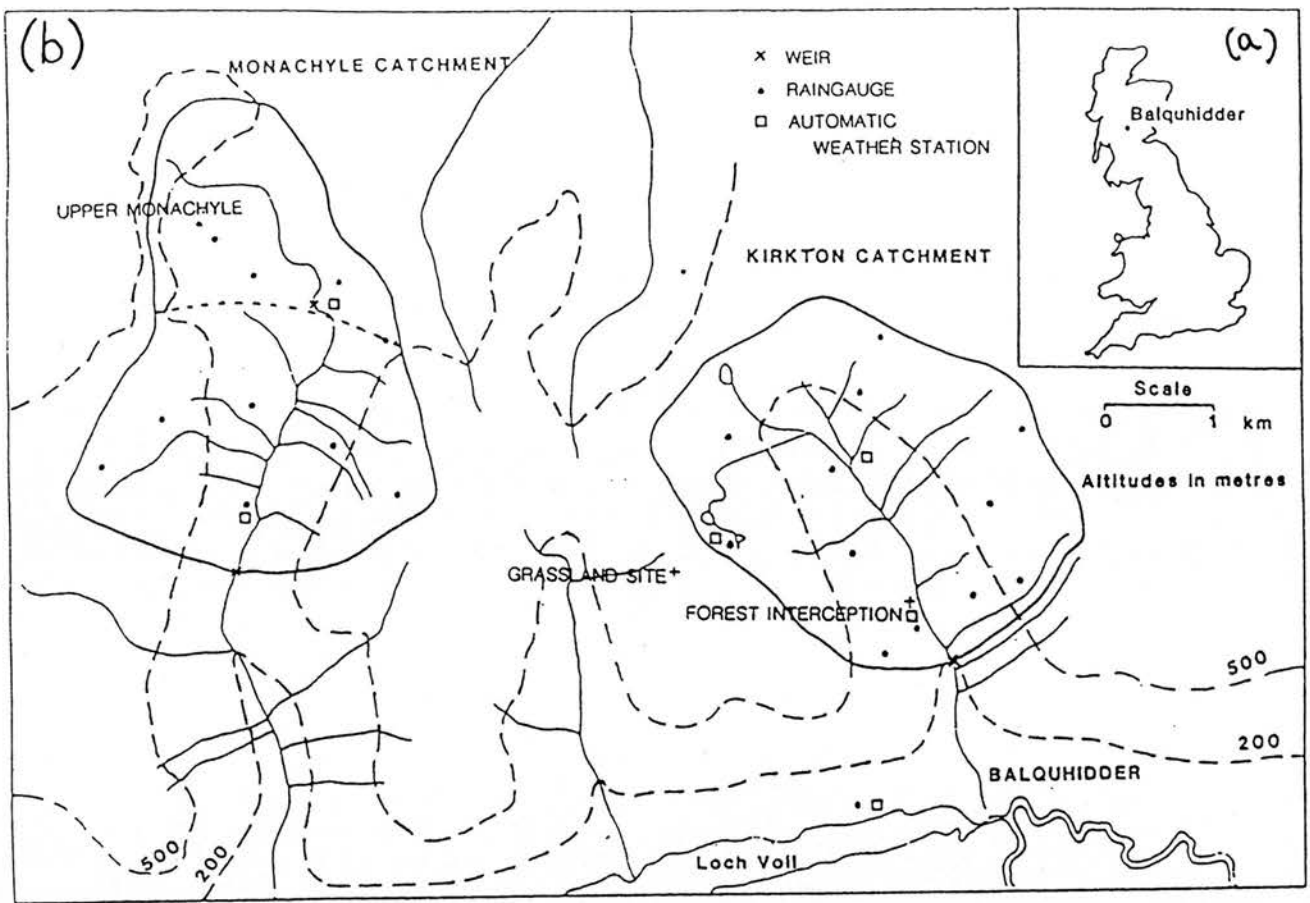 (b)
MONACHYLE CATCHMENT
× WEIR
• RAINGAUGE
□ AUTOMATIC
WEATHER STATION
(a)
Balquhidder
UPPER MONACHYLE
KIRKTON CATCHMENT
Scale
0 1 km
Altitudes in metres
GRASSLAND SITE+
FOREST INTERCEPTION
500
200
BALQUHIDDER
Loch Voil
500
200